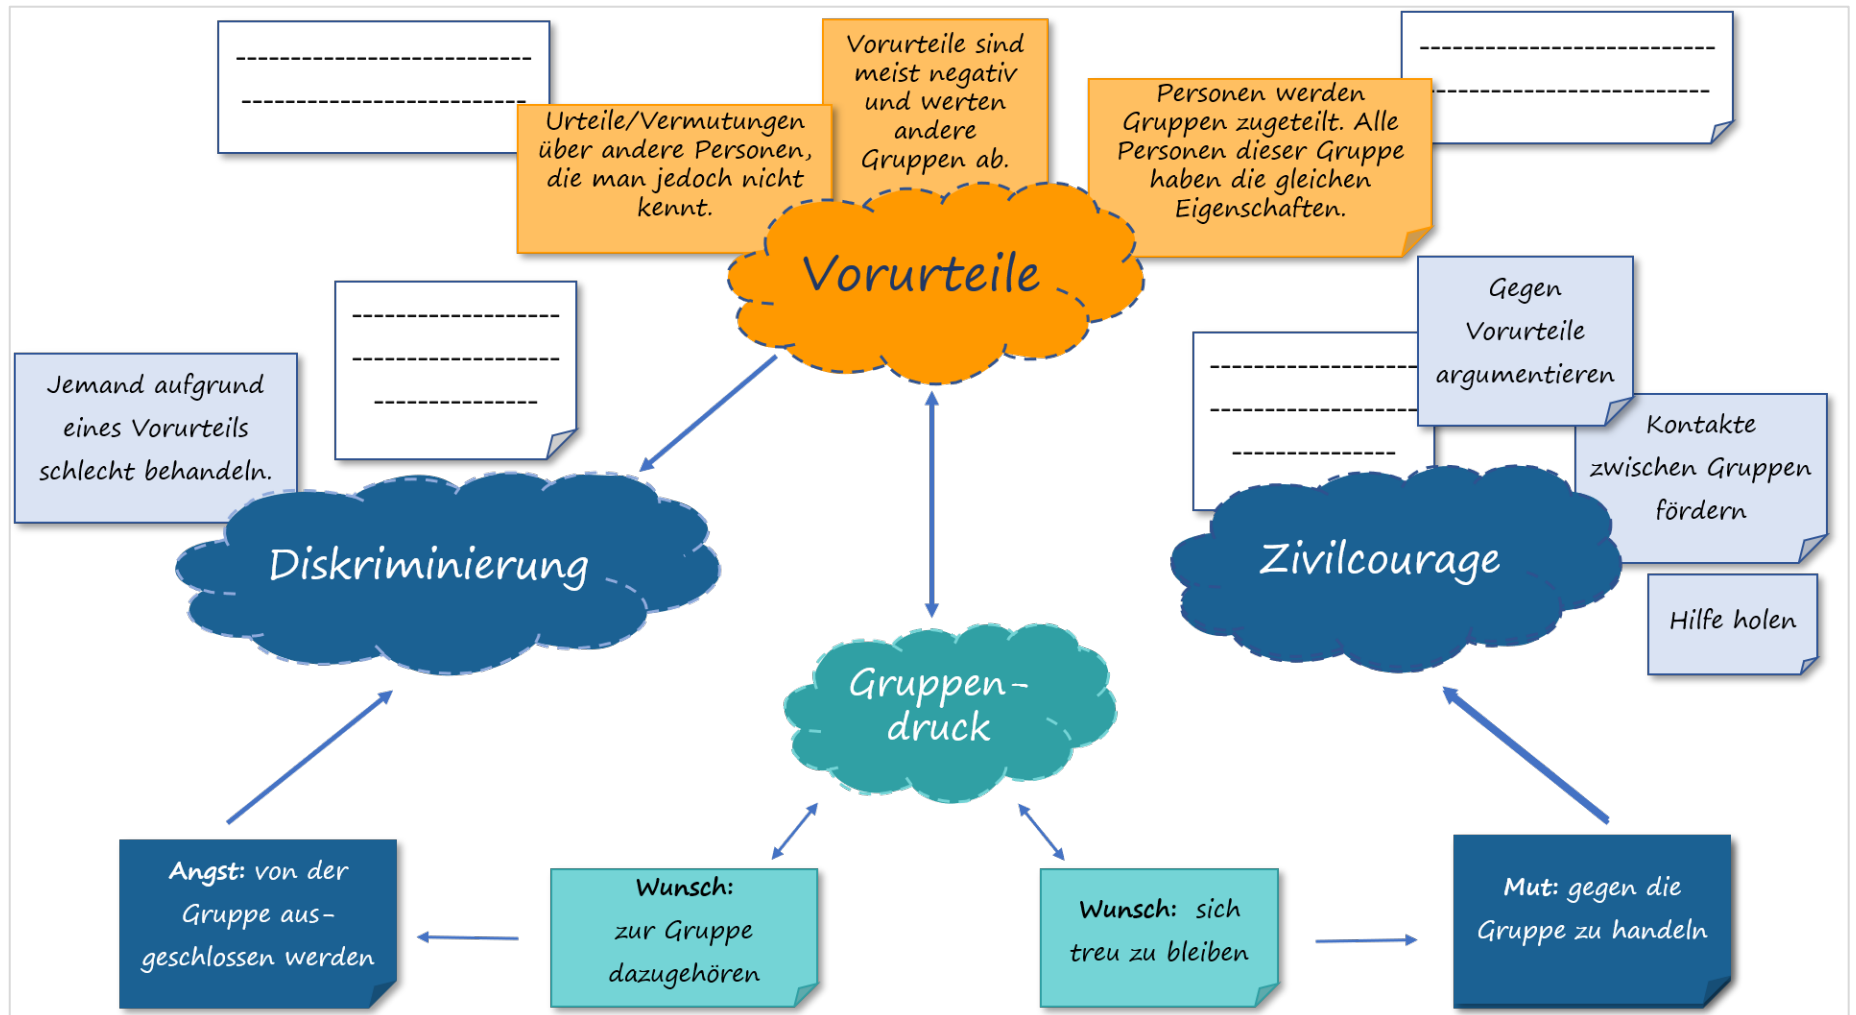 Vorurteile sind
meist negativ
und werten
andere
Gruppen ab.
Urteile/Vermutungen
über andere Personen,
die man jedoch nicht
kennt.
Personen werden
Gruppen zugeteilt. Alle
Personen dieser Gruppe
haben die gleichen
Eigenschaften.
Vorurteile
Gegen
Vorurteile
argumentieren
Jemand aufgrund
eines Vorurteils
schlecht behandeln.
Kontakte
zwischen Gruppen
fördern
Diskriminierung
Zivilcourage
Hilfe holen
Gruppen-
druck
Angst: von der
Gruppe aus-
geschlossen werden
Wunsch:
zur Gruppe
dazugehören
Wunsch: sich
treu zu bleiben
Mut: gegen die
Gruppe zu handeln